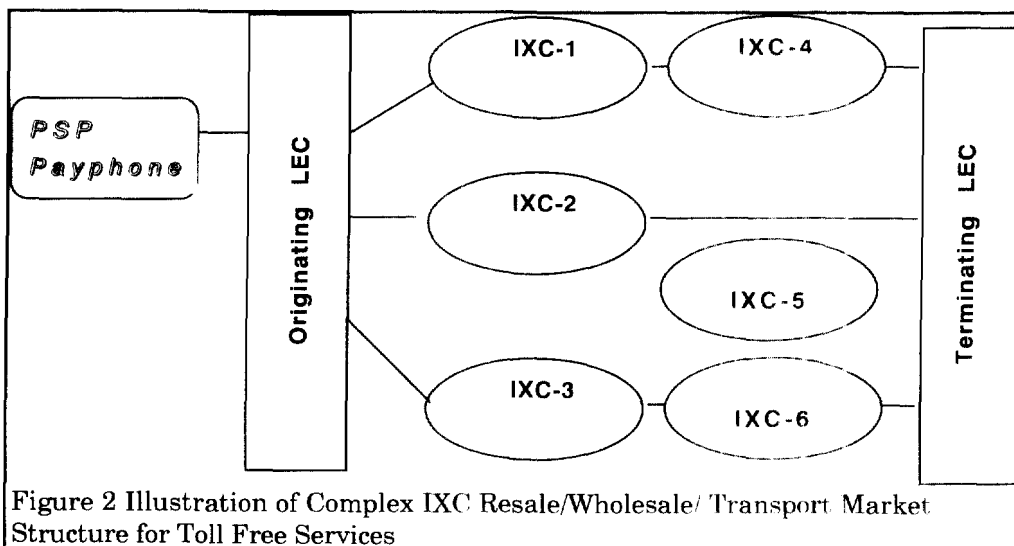 PSP
Payphone
Originating LEC
IXC-1
IXC-4
IXC-2
IXC-5
IXC-3
IXC-6
Terminating LEC
Figure 2 Illustration of Complex IXC Resale/Wholesale/ Transport Market
Structure for Toll Free Services